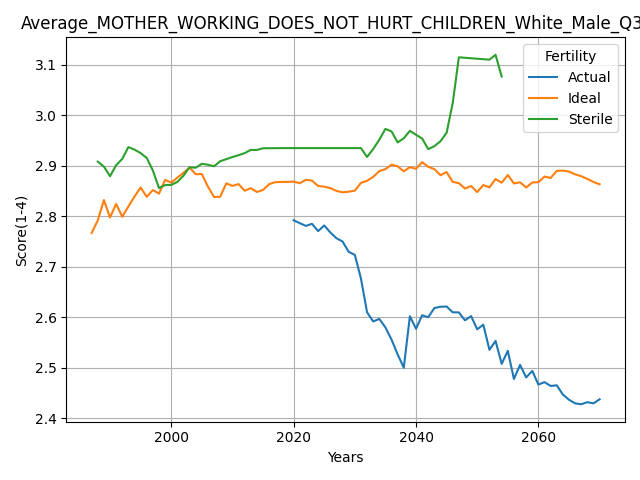 Average_MOTHER_WORKING_DOES_NOT_HURT_CHILDREN_White_Male_Q3
Fertility
Actual
Ideal
Sterile
Score(1-4)
3.1
3.0
2.9
2.8
2.7
2.6
2.5
2.4
2000
2020
2040
2060
Years